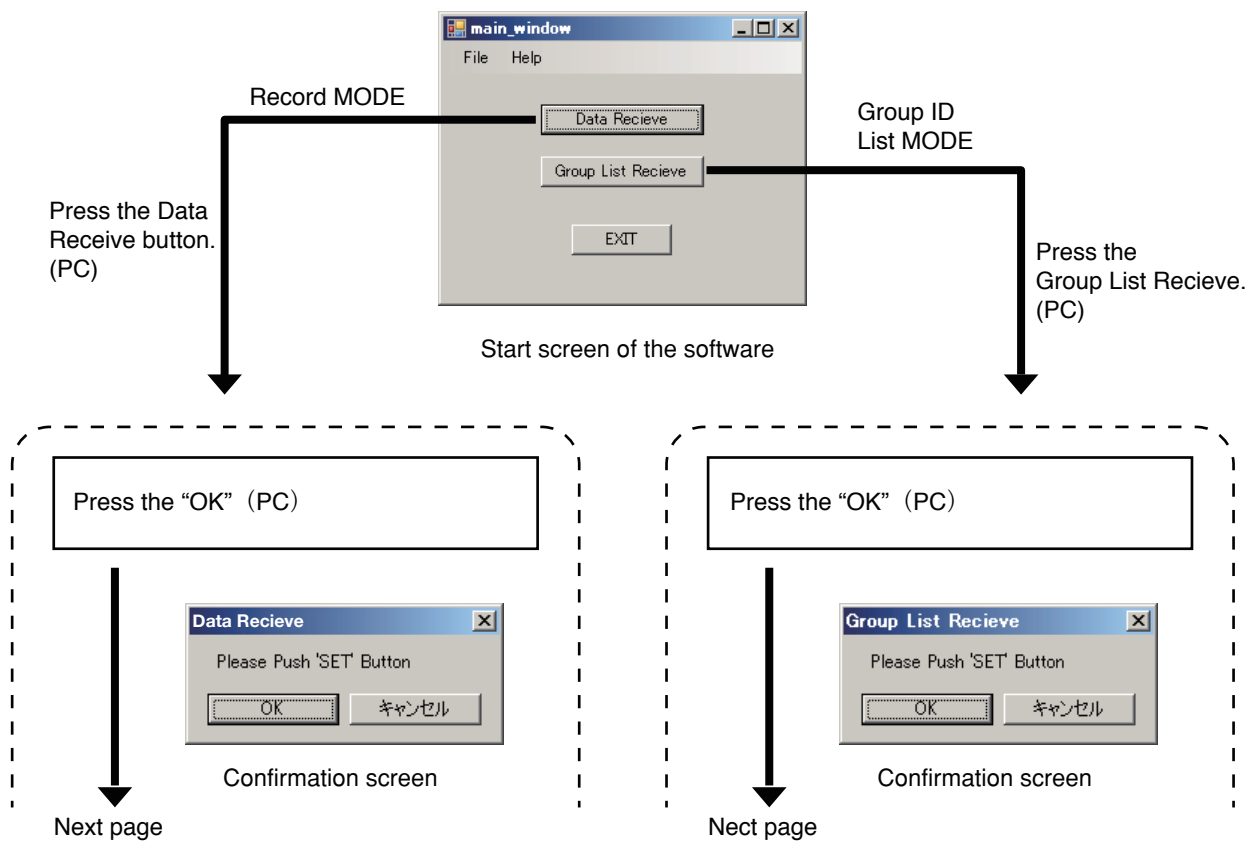 main_window
File Help
Record MODE
Data Recieve
Group ID
List MODE
Group List Recieve
Press the Data
Receive button.
(PC)
EXIT
Press the
Group List Recieve.
(PC)
Start screen of the software
Press the “OK”（PC）
Data Recieve
Please Push 'SET' Button
OK キャンセル
Confirmation screen
Next page
Press the “OK”（PC）
Group List Recieve
Please Push 'SET' Button
OK キャンセル
Confirmation screen
Nect page